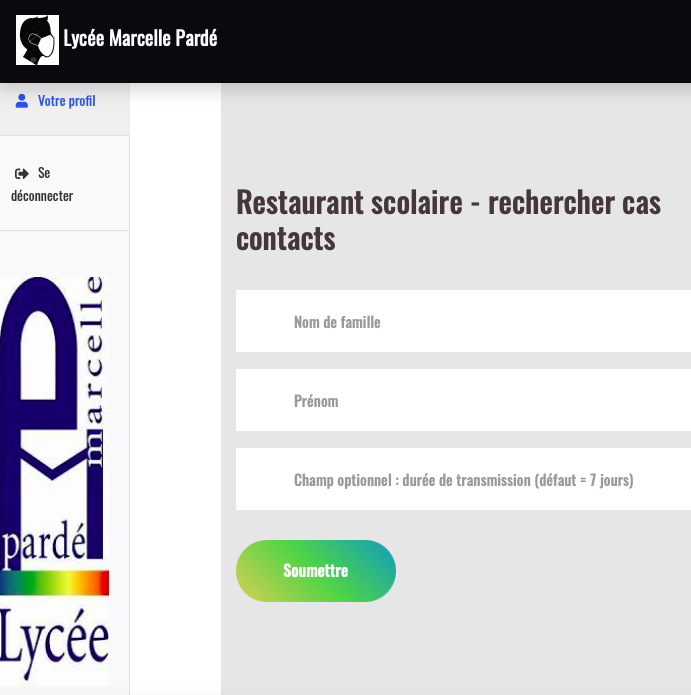 Lycée Marcelle Pardé
Votre profil
Se
déconnecter
marcelle
pardé
Lycée
Restaurant scolaire - rechercher cas
contacts
Nom de famille
Prénom
Champ optionnel : durée de transmission (défaut = 7 jours)
Soumettre